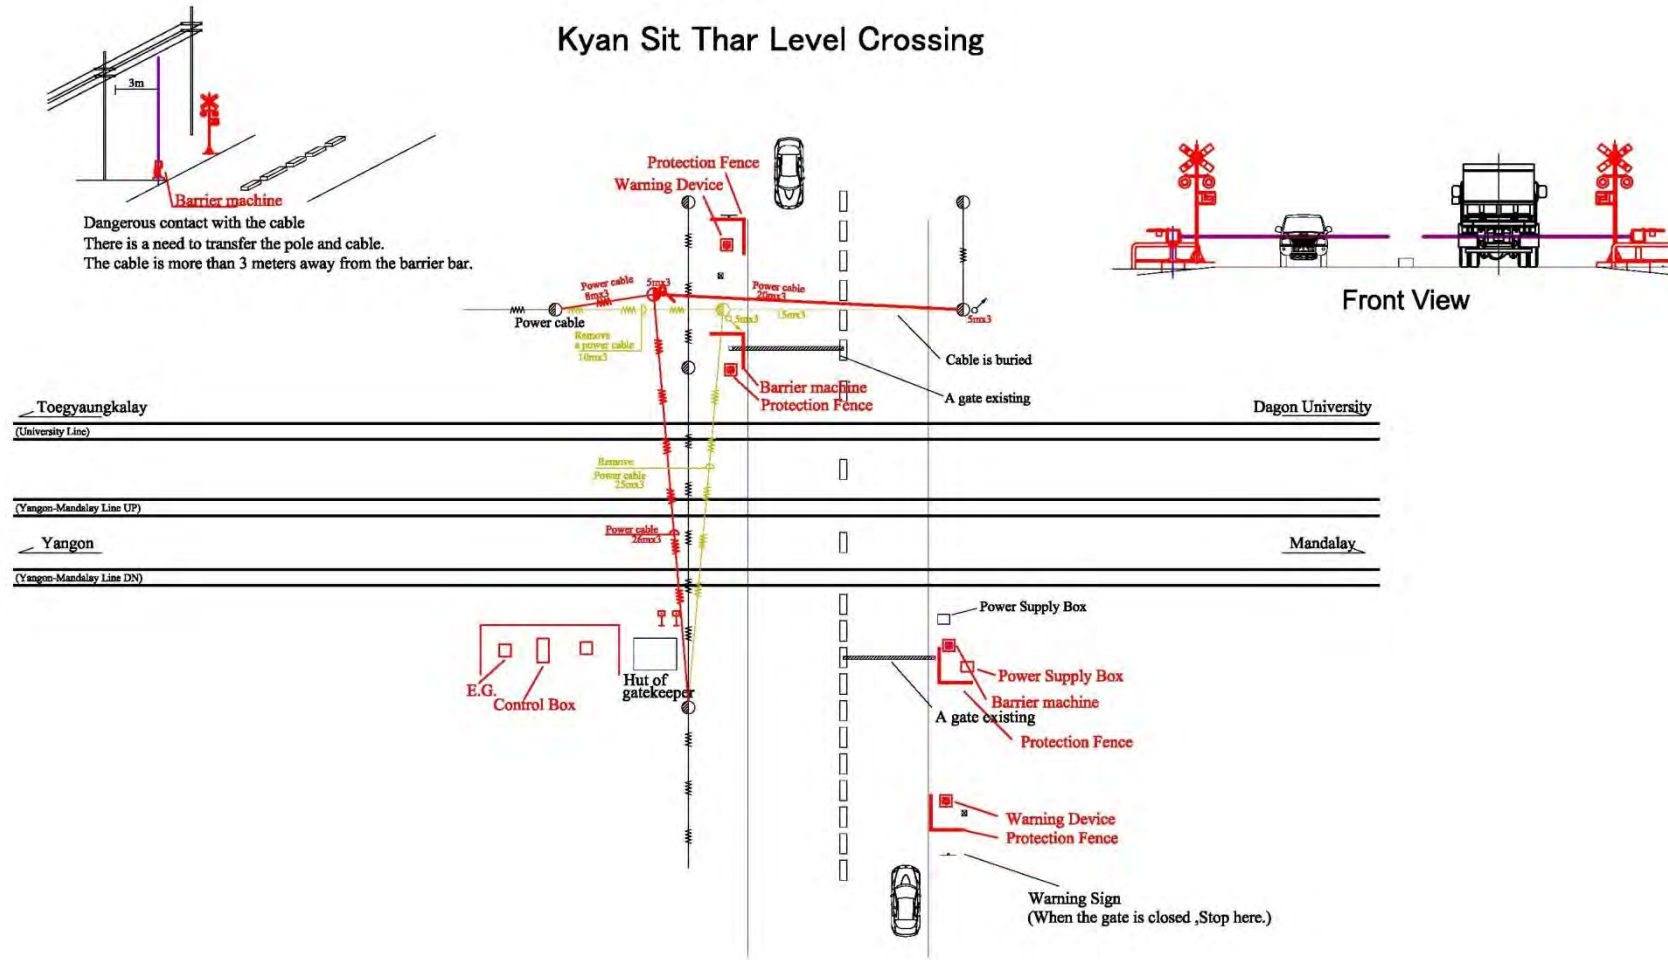 Kyan Sit Thar Level Crossing
3m
Barrier machine
Dangerous contact with the cable
There is a need to transfer the pole and cable.
The cable is more than 3 meters away from the barrier bar.
Protection Fence
Warning Device
Front View
Power cable
8mx3
5mx3
Power cable
20mx3
5mx3
Power cable
Remove
a power cable
10mx3
5mx3
15mx3
Cable is buried
A gate existing
Barrier machine
Protection Fence
Toegyaungkalay
Dagon University
(University Line)
Remove
Power cable
25mx3
(Yangon-Mandalay Line UP)
Power cable
26mx3
Yangon
Mandalay
(Yangon-Mandalay Line DN)
Power Supply Box
E.G.
Control Box
Hut of
gatekeeper
Power Supply Box
Barrier machine
A gate existing
Protection Fence
Warning Device
Protection Fence
Warning Sign
(When the gate is closed ,Stop here.)